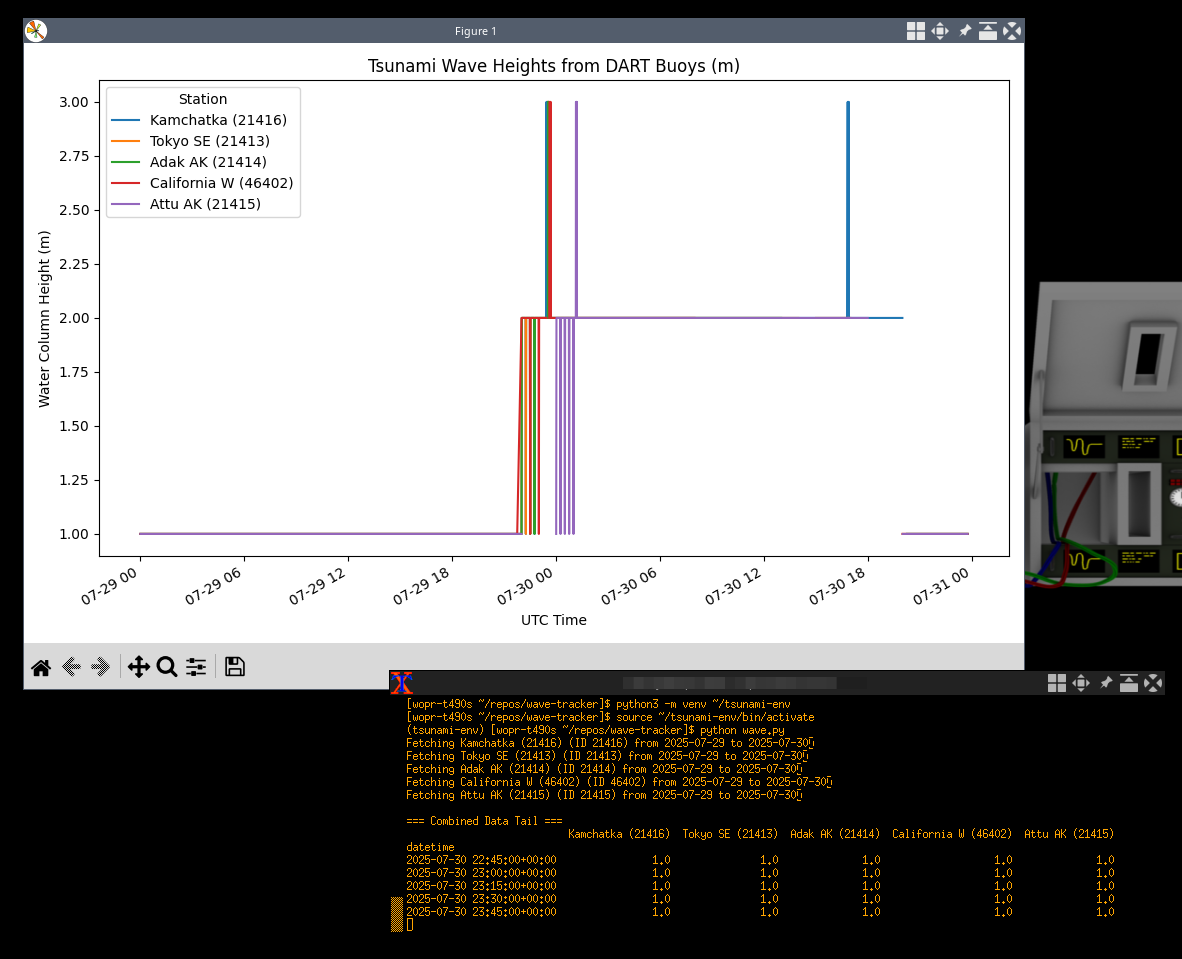 Figure 1
Tsunami Wave Heights from DART Buoys (m)
Station
Kamchatka (21416)
Tokyo SE (21413)
Adak AK (21414)
California W (46402)
Attu AK (21415)
3.00
2.75
2.50
2.25
2.00
1.75
1.50
1.25
1.00
Water Column Height (m)
07-29 00
07-29 06
07-29 12
07-29 18
07-30 00
07-30 06
07-30 12
07-30 18
07-31 00
UTC Time
[wopr-t490s ~/repos/wave-tracker]$ python3 -m venv ~/tsunami-env
[wopr-t490s ~/repos/wave-tracker]$ source ~/tsunami-env/bin/activate
(tsunami-env) [wopr-t490s ~/repos/wave-tracker]$ python wave.py
Fetching Kamchatka (21416) (ID 21416) from 2025-07-29 to 2025-07-30
Fetching Tokyo SE (21413) (ID 21413) from 2025-07-29 to 2025-07-30
Fetching Adak AK (21414) (ID 21414) from 2025-07-29 to 2025-07-30
Fetching California W (46402) (ID 46402) from 2025-07-29 to 2025-07-30
Fetching Attu AK (21415) (ID 21415) from 2025-07-29 to 2025-07-30
=== Combined Data Tail ===
Kamchatka (21416) Tokyo SE (21413) Adak AK (21414) California W (46402) Attu AK (21415)
datetime
2025-07-30 22:45:00+00:00 1.0 1.0 1.0 1.0 1.0
2025-07-30 23:00:00+00:00 1.0 1.0 1.0 1.0 1.0
2025-07-30 23:15:00+00:00 1.0 1.0 1.0 1.0 1.0
2025-07-30 23:30:00+00:00 1.0 1.0 1.0 1.0 1.0
2025-07-30 23:45:00+00:00 1.0 1.0 1.0 1.0 1.0